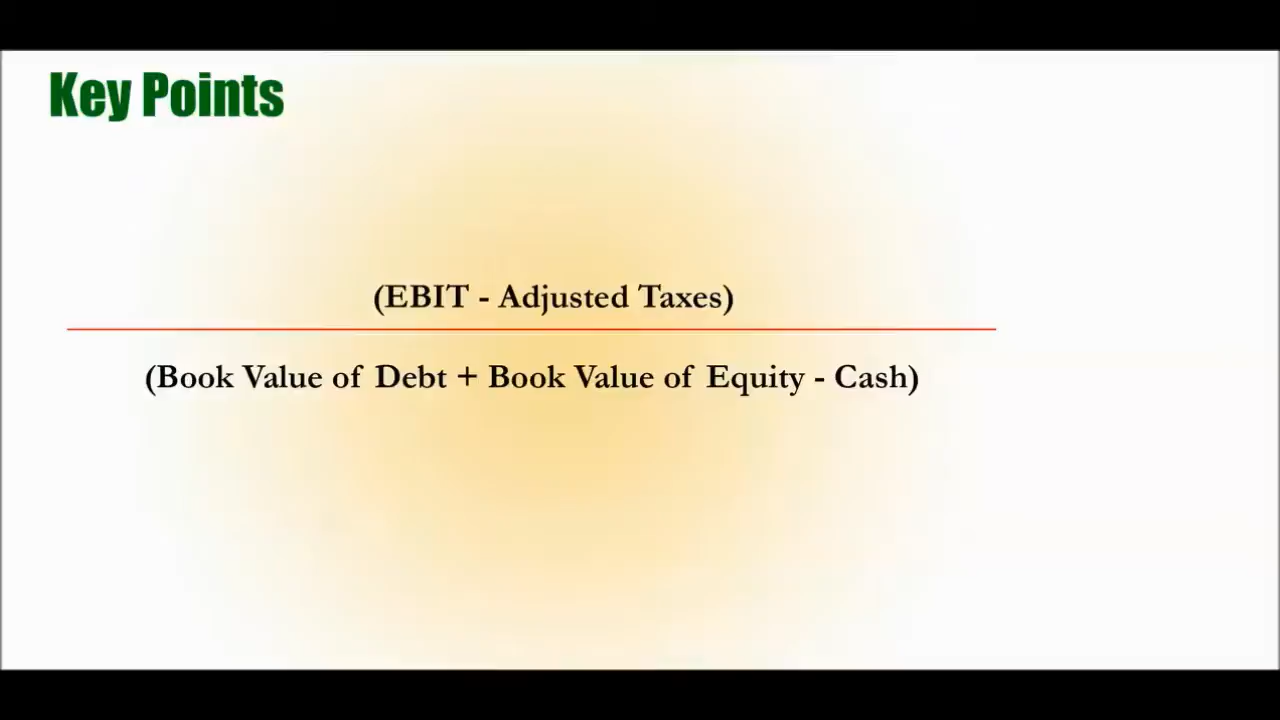 Key Points
(EBIT - Adjusted Taxes)
(Book Value of Debt + Book Value of Equity - Cash)